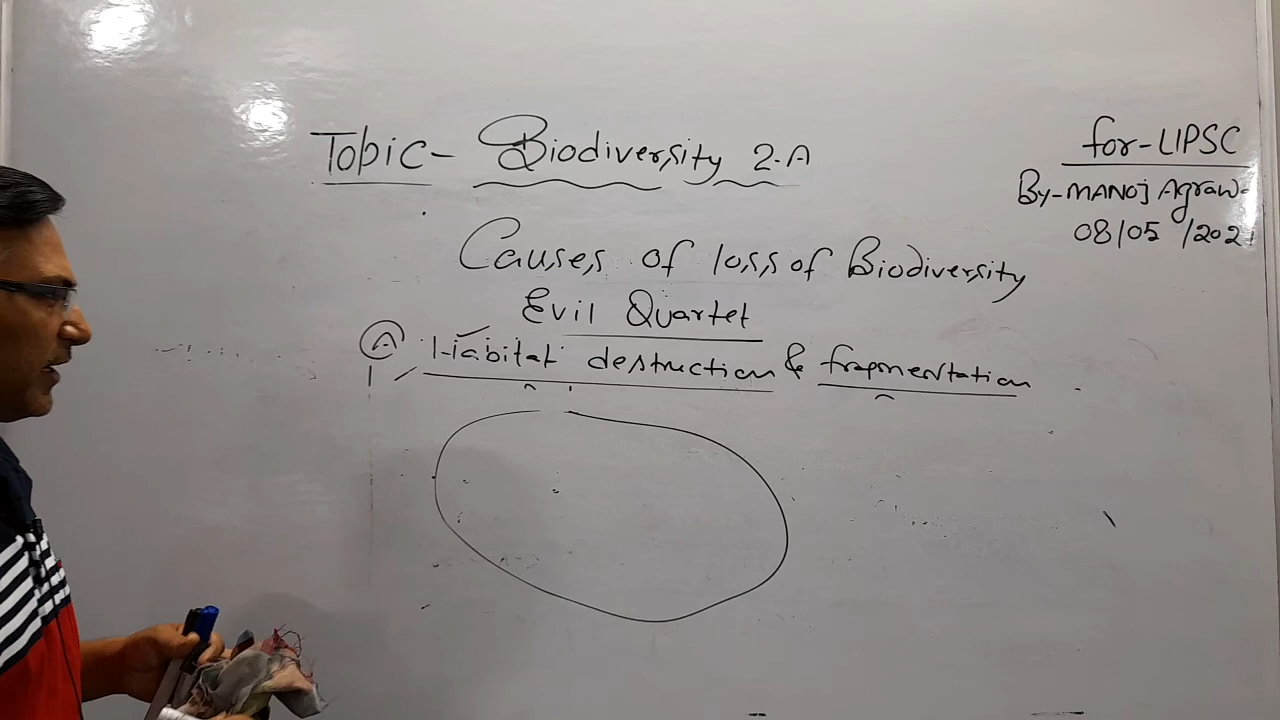 Topic- Biodiversity 2.A
for-UPSC
By-MANOJ Agraw
08/05/202
Causes of loss of Biodiversity
Evil Quartet
A Habitat destruction & fragmentation